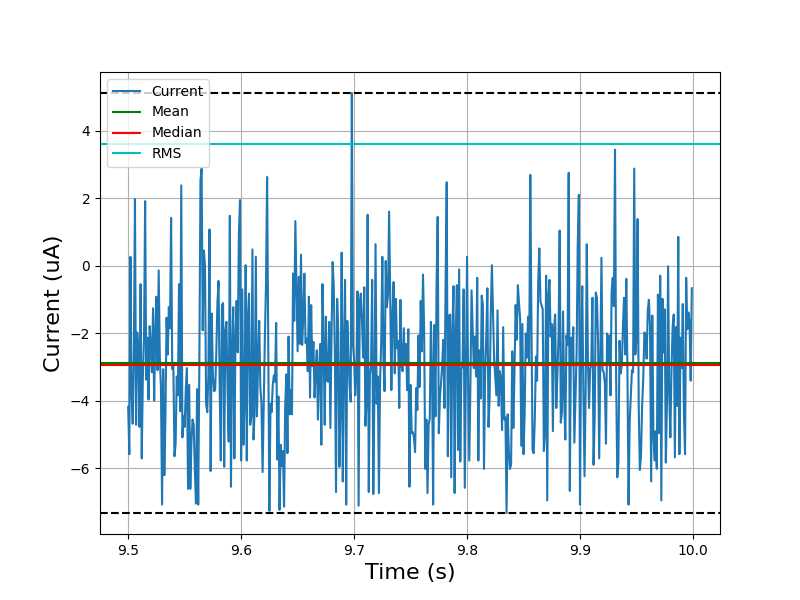 Current
Mean
Median
RMS
4
2
0
−2
−4
−6
Current (uA)
9.5 9.6 9.7 9.8 9.9 10.0
Time (s)